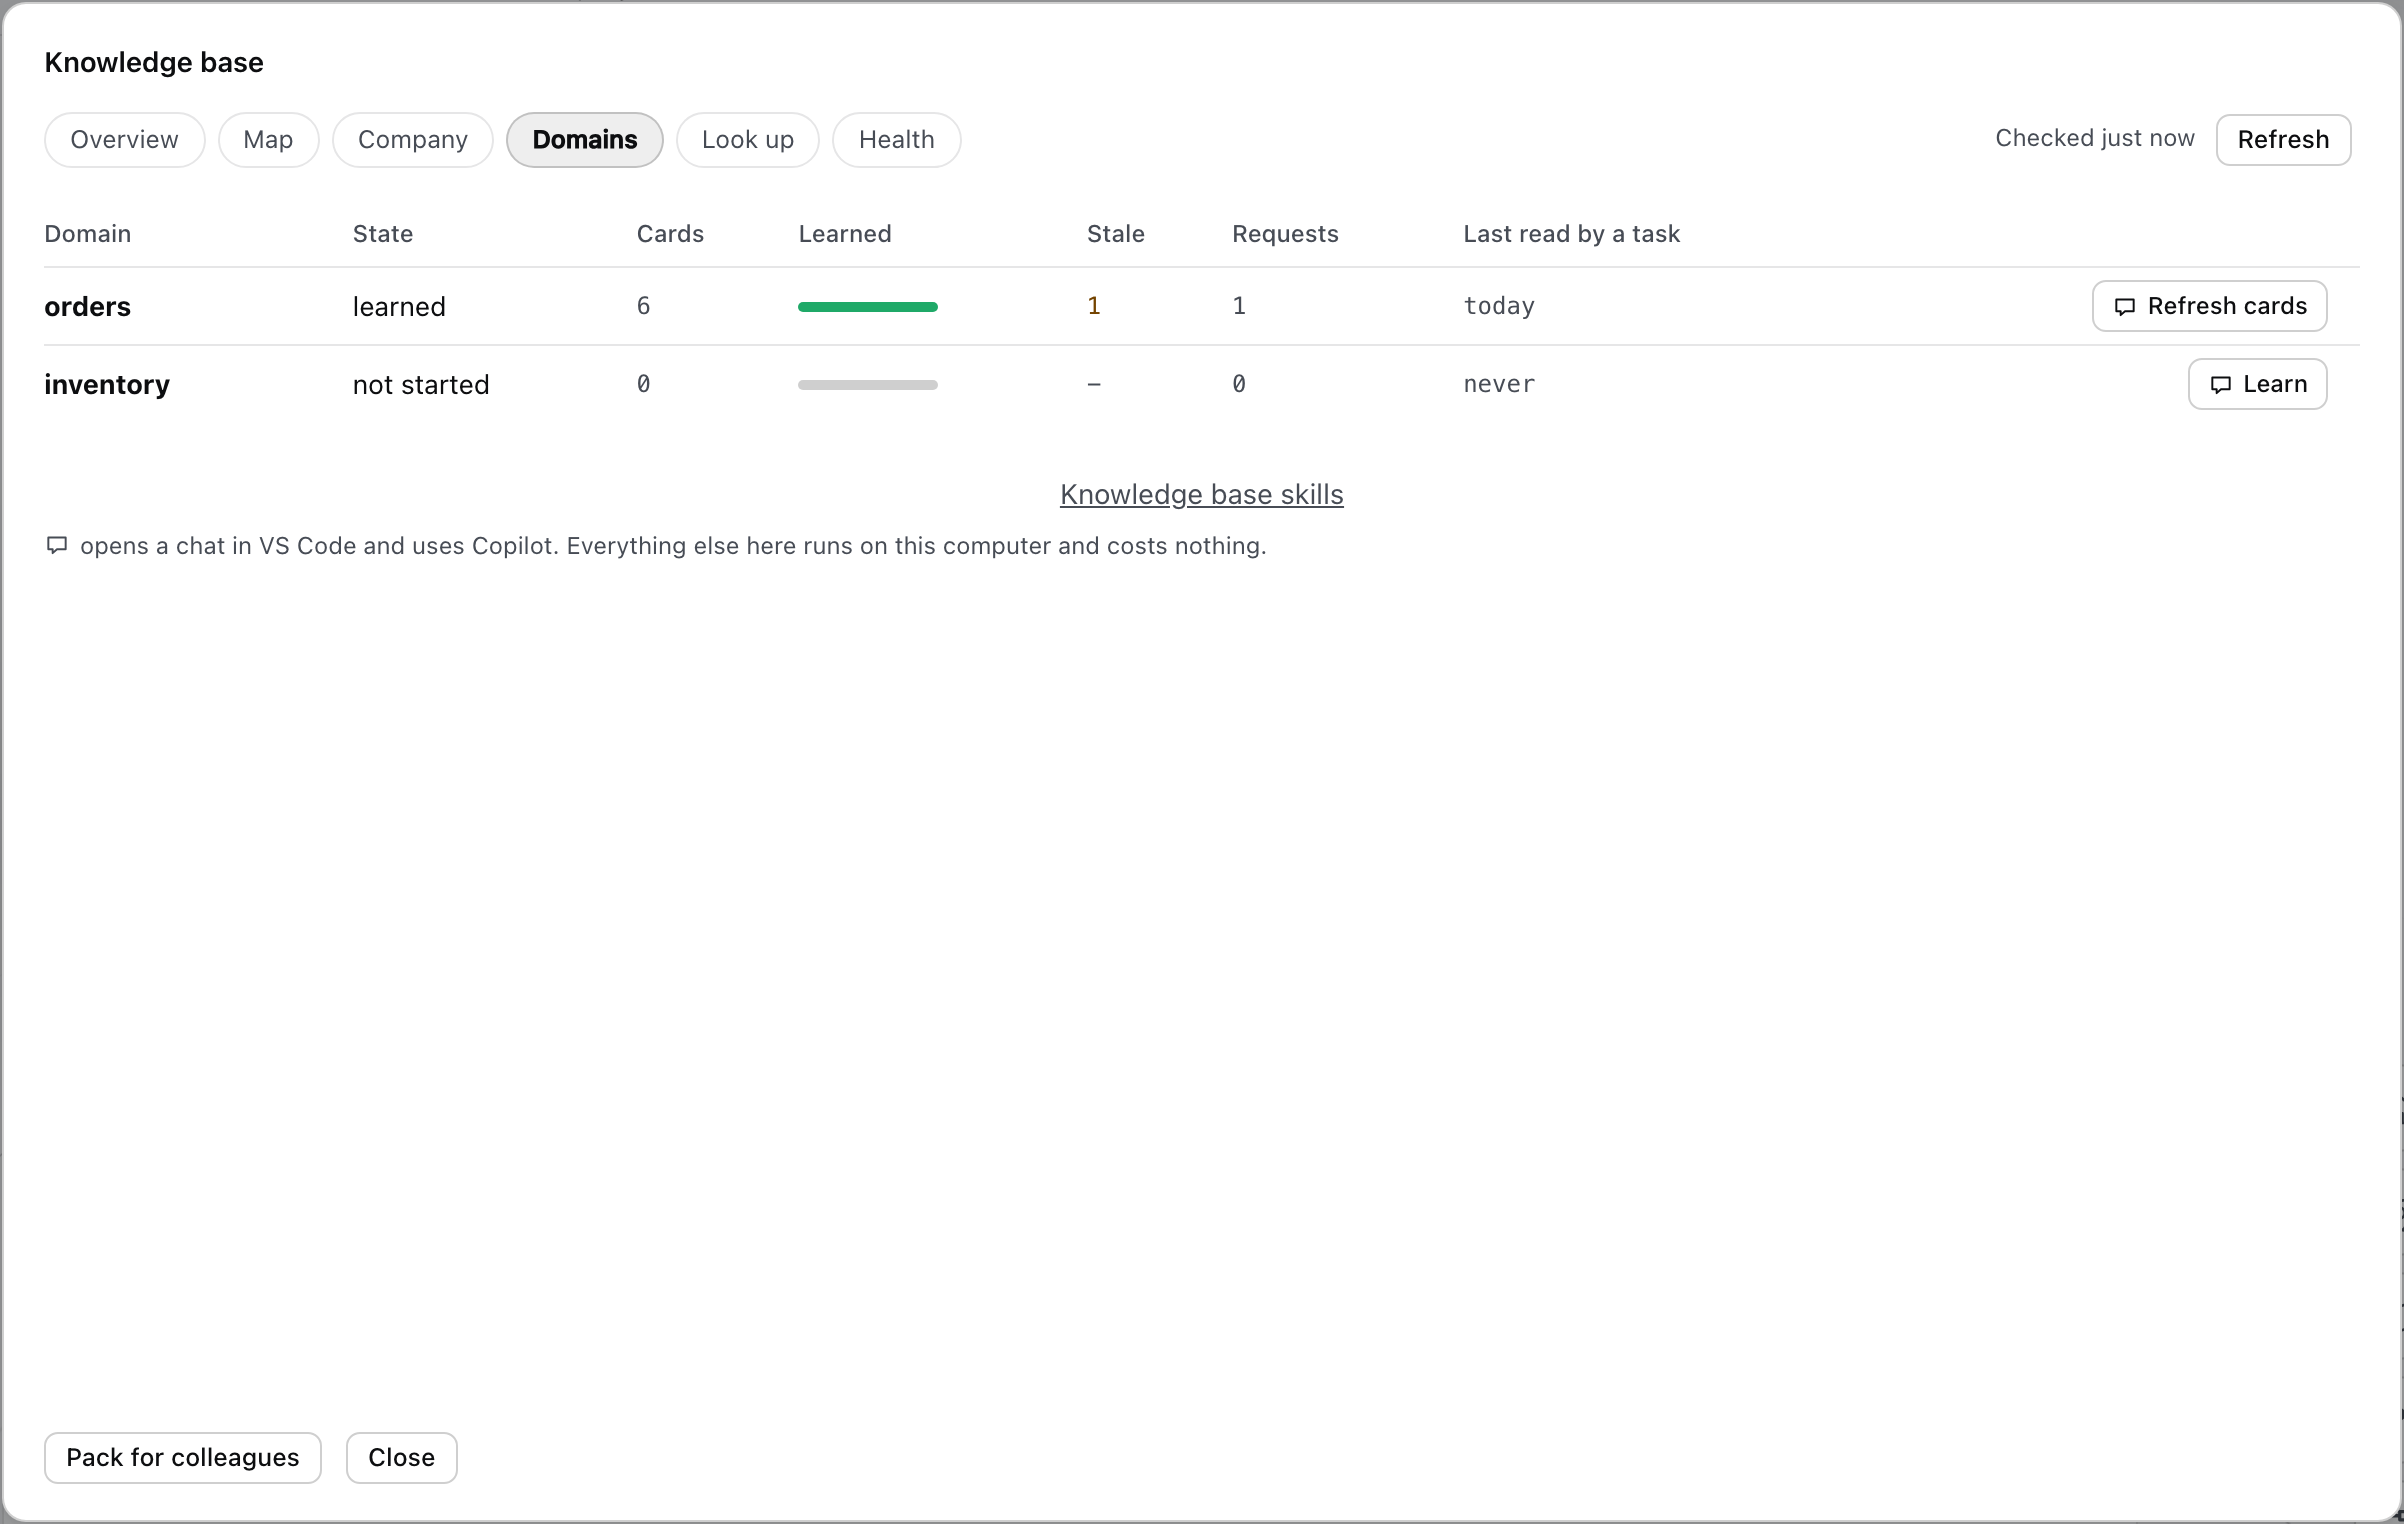 Knowledge base
Overview Map Company Domains Look up Health Checked just now Refresh
Domain State Cards Learned Stale Requests Last read by a task
orders learned 6 1 1 today Refresh cards
inventory not started 0 – 0 never Learn
Knowledge base skills
opens a chat in VS Code and uses Copilot. Everything else here runs on this computer and costs nothing.
Pack for colleagues Close